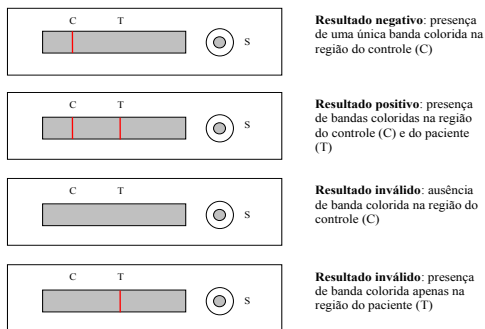 C T
S
Resultado negativo: presença
de uma única banda colorida na
região do controle (C)
C T
S
Resultado positivo: presença
de bandas coloridas na região
do controle (C) e do paciente
(T)
C T
S
Resultado inválido: ausência
de banda colorida na região do
controle (C)
C T
S
Resultado inválido: presença
de banda colorida apenas na
região do paciente (T)